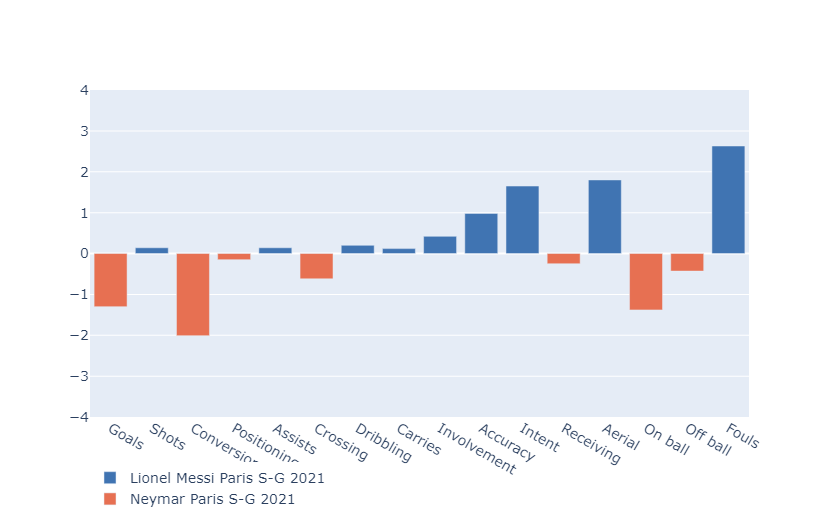 4
3
2
1
0
−1
−2
−3
−4
Goals
Shots
Conversion
Positioning
Assists
Crossing
Dribbling
Carries
Involvement
Accuracy
Intent
Receiving
Aerial
On ball
Off ball
Fouls
Lionel Messi Paris S-G 2021
Neymar Paris S-G 2021